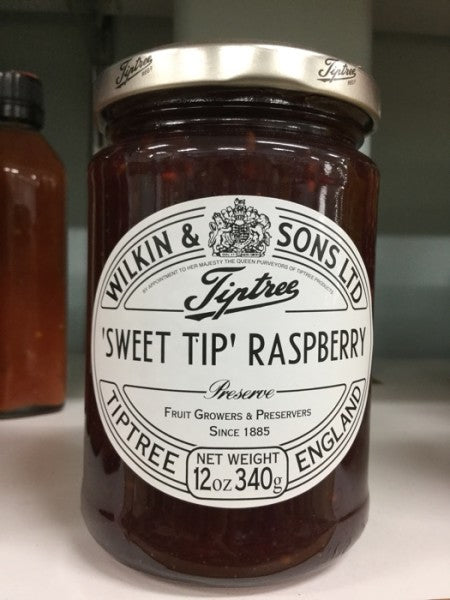 Tiptree
Tiptree
WILKIN & SONS LTD
BY APPOINTMENT TO HER MAJESTY THE QUEEN PURVEYORS OF TIPTREE PRODUCTS
Tiptree
'SWEET TIP' RASPBERRY
Preserve
FRUIT GROWERS & PRESERVERS
SINCE 1885
TIPTREE ENGLAND
NET WEIGHT
12oz 340g